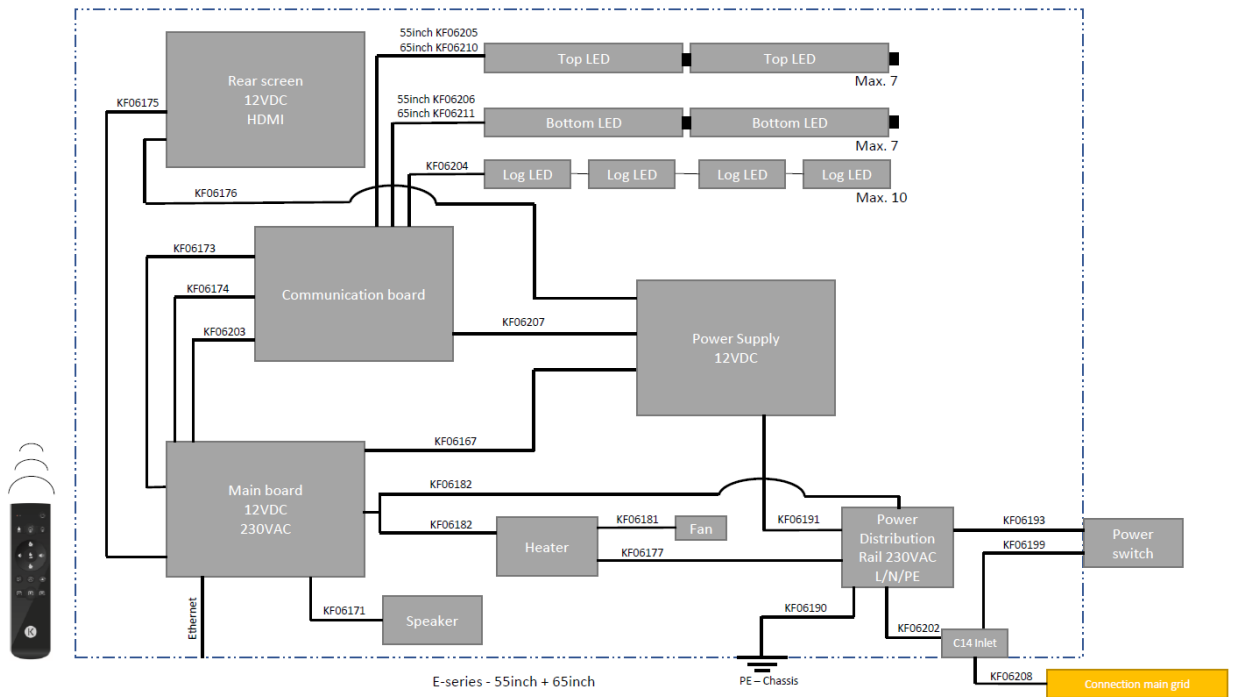 55inch KF06205
65inch KF06210
Top LED
Top LED
Max. 7
Rear screen
12VDC
HDMI
KF06175
55inch KF06206
65inch KF06211
Bottom LED
Bottom LED
Max. 7
KF06204
Log LED
Log LED
Log LED
Log LED
Max. 10
KF06176
KF06173
KF06174
KF06203
Communication board
KF06207
Power Supply
12VDC
KF06167
Main board
12VDC
230VAC
KF06182
KF06182
KF06181
Fan
Heater
KF06177
KF06191
Power
Distribution
Rail 230VAC
L/N/PE
KF06193
KF06199
Power
switch
Ethernet
KF06171
Speaker
KF06190
KF06202
C14 Inlet
PE – Chassis
KF06208
Connection main grid
E-series - 55inch + 65inch
K